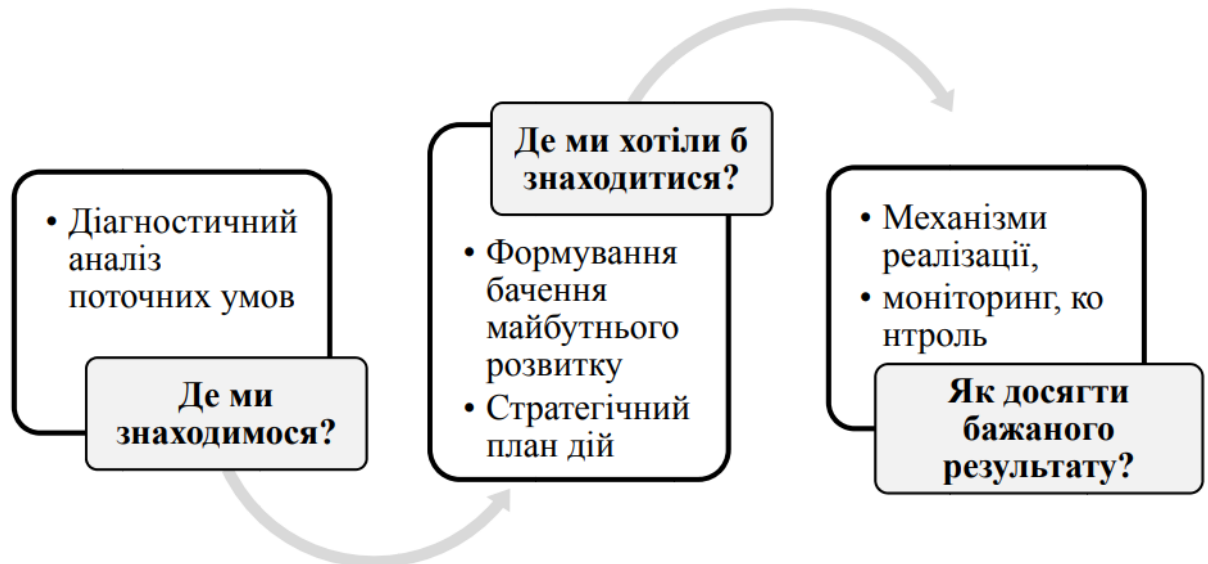 • Діагностичний
аналіз
поточних умов
Де ми
знаходимося?
Де ми хотіли б
знаходитися?
• Формування
бачення
майбутнього
розвитку
• Стратегічний
план дій
• Механізми
реалізації,
• моніторинг, ко
нтроль
Як досягти
бажаного
результату?